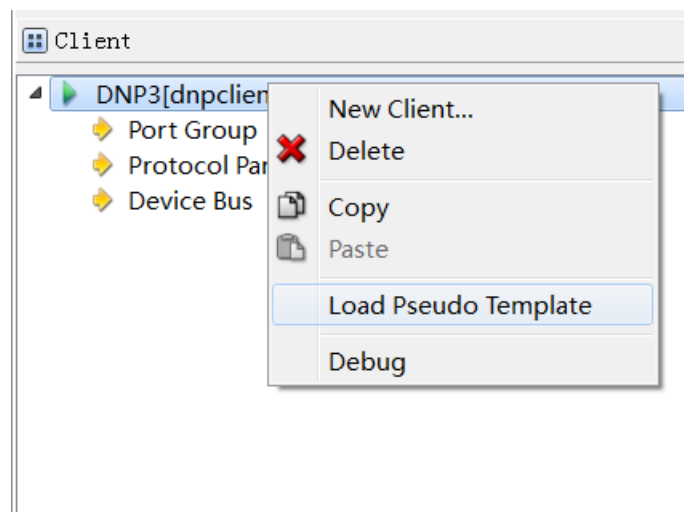 Client
DNP3[dnpclien
Port Group
Protocol Par
Device Bus
New Client...
Delete
Copy
Paste
Load Pseudo Template
Debug